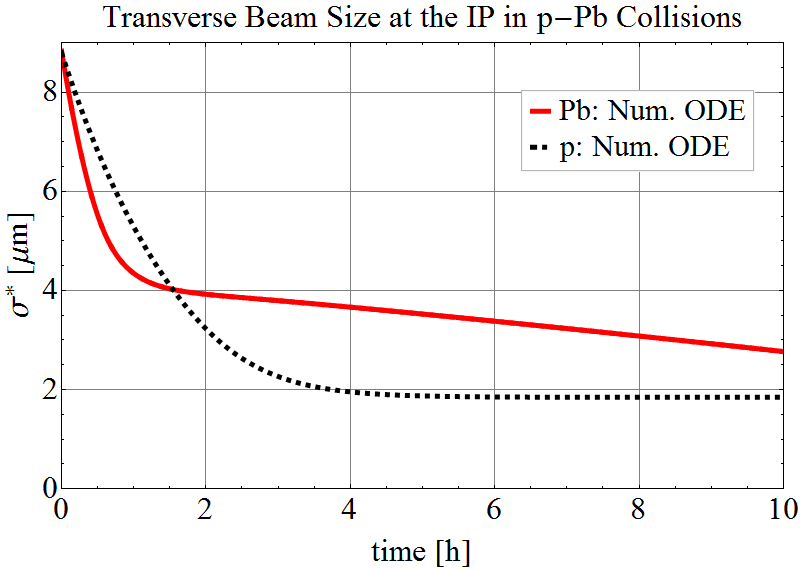 Transverse Beam Size at the IP in p−Pb Collisions
σ* [μm]
8
6
4
2
0
Pb: Num. ODE
p: Num. ODE
0 2 4 6 8 10
time [h]